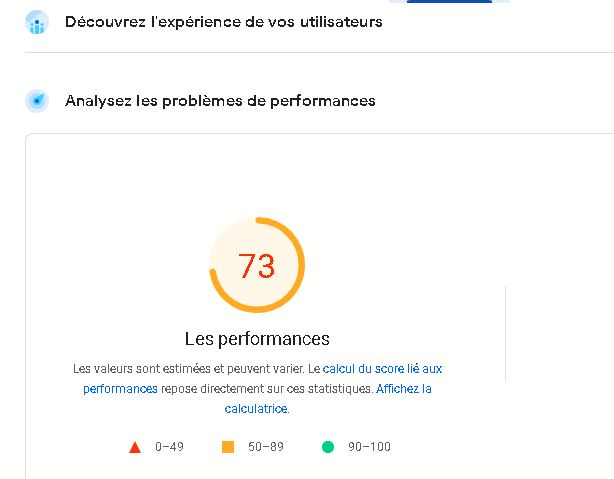 Découvrez l'expérience de vos utilisateurs
Analysez les problèmes de performances
73
Les performances
Les valeurs sont estimées et peuvent varier. Le calcul du score lié aux
performances repose directement sur ces statistiques. Affichez la
calculatrice.
0–49 50–89 90–100